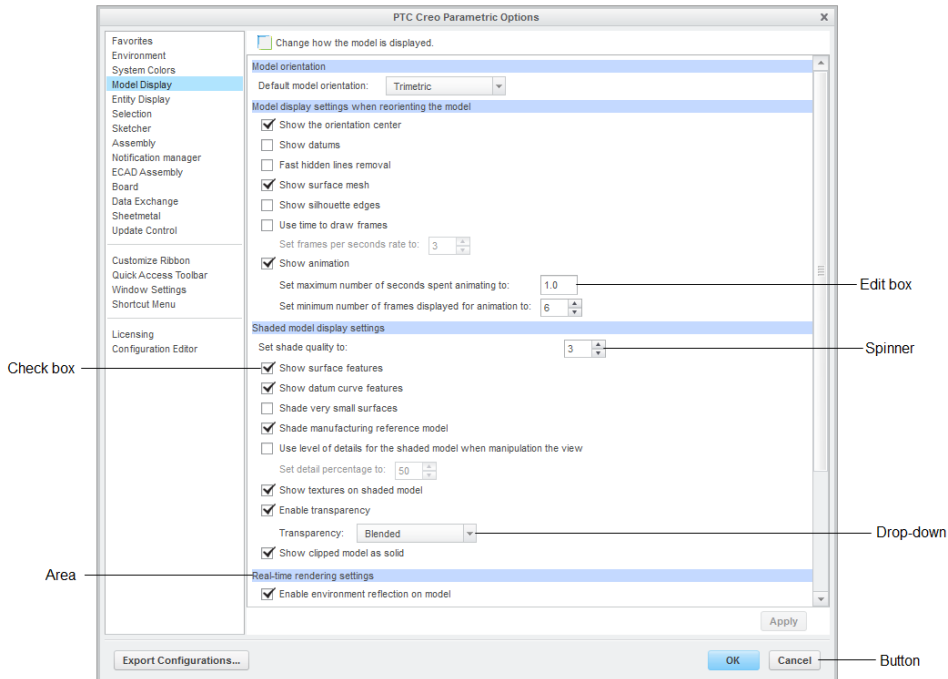 PTC Creo Parametric Options
x
Favorites
Environment
System Colors
Model Display
Entity Display
Selection
Sketcher
Assembly
Notification manager
ECAD Assembly
Board
Data Exchange
Sheetmetal
Update Control
Customize Ribbon
Quick Access Toolbar
Window Settings
Shortcut Menu
Licensing
Configuration Editor
Change how the model is displayed.
Model orientation
Default model orientation: Trimetric
Model display settings when reorienting the model
Show the orientation center
Show datums
Fast hidden lines removal
Show surface mesh
Show silhouette edges
Use time to draw frames
Set frames per seconds rate to: 3
Show animation
Set maximum number of seconds spent animating to: 1.0
Edit box
Set minimum number of frames displayed for animation to: 6
Shaded model display settings
Set shade quality to: 3
Spinner
Check box
Show surface features
Show datum curve features
Shade very small surfaces
Shade manufacturing reference model
Use level of details for the shaded model when manipulation the view
Set detail percentage to: 50
Show textures on shaded model
Enable transparency
Transparency: Blended
Drop-down
Show clipped model as solid
Area
Real-time rendering settings
Enable environment reflection on model
Apply
Export Configurations...
OK
Cancel
Button